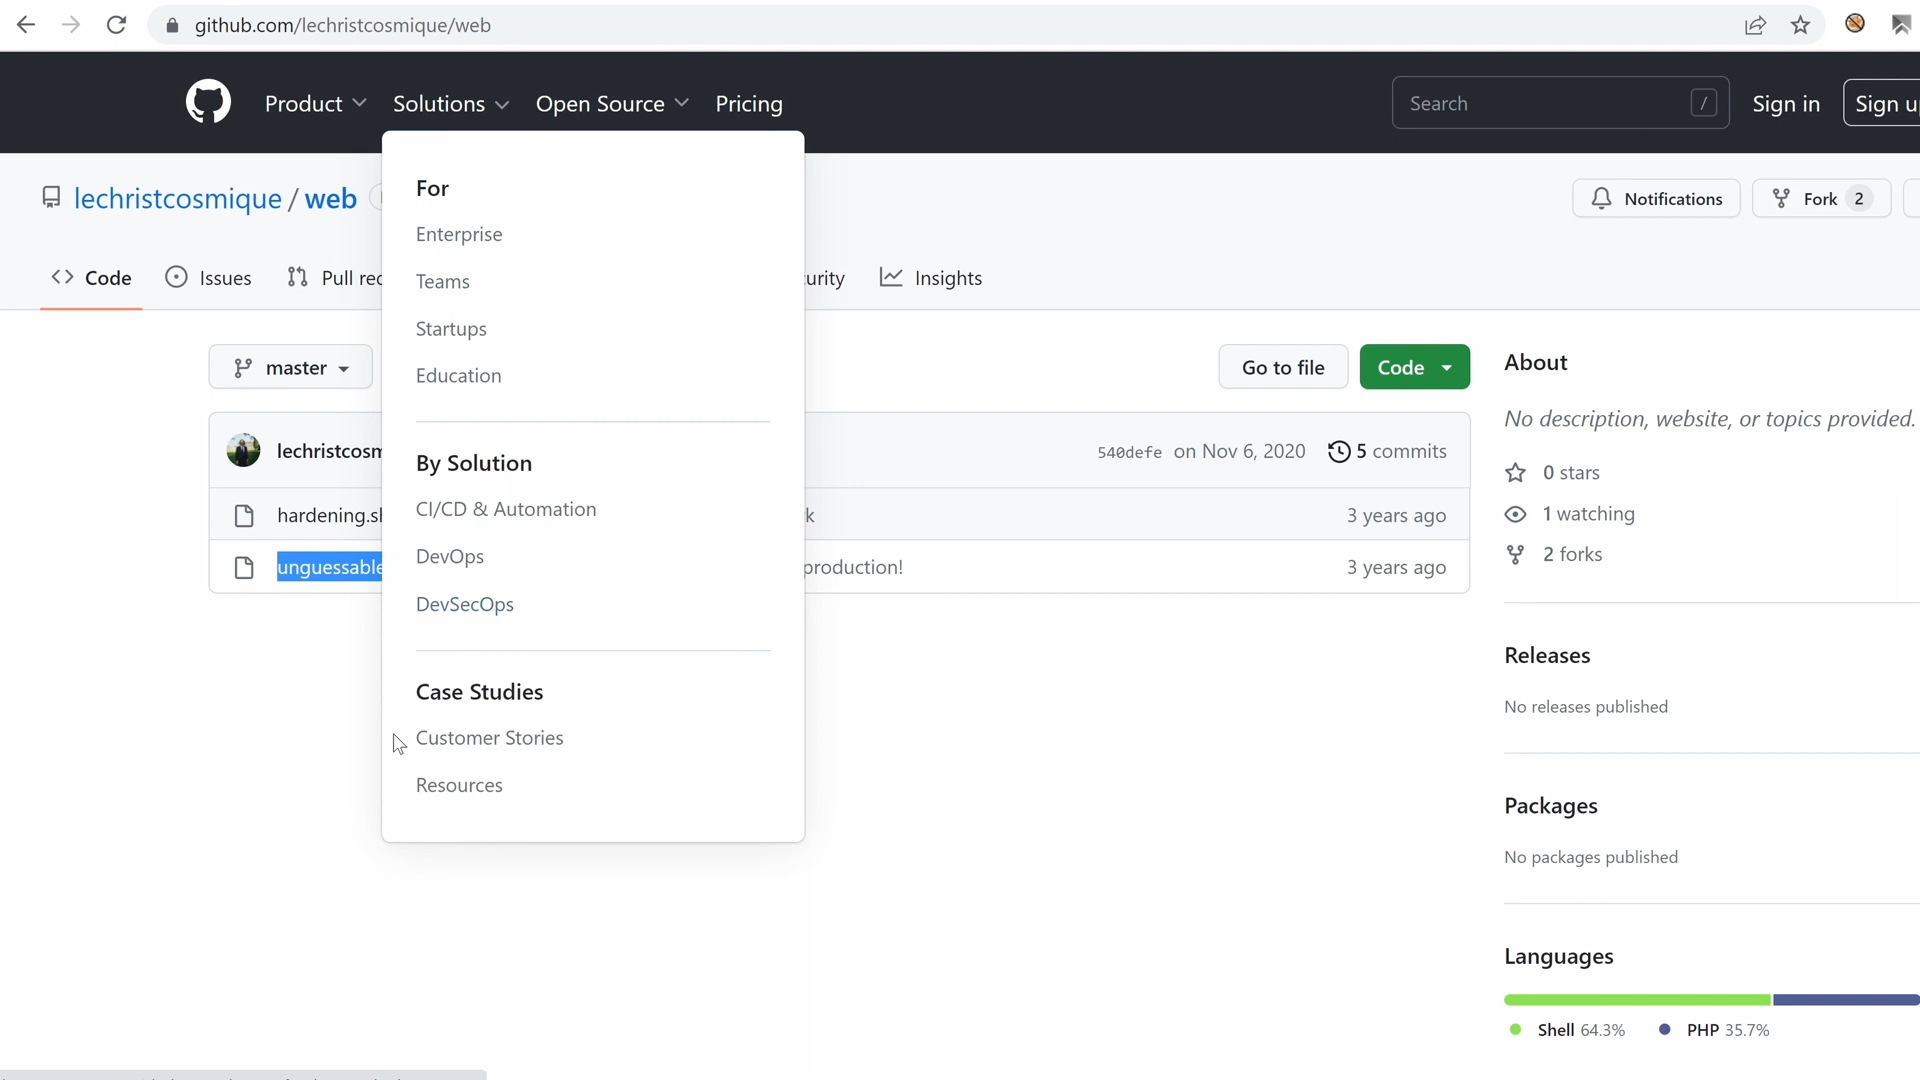 github.com/lechristcosmique/web
Product
Solutions
Open Source
Pricing
Search
/
Sign in
Sign u
lechristcosmique / web
Notifications
Fork 2
For
Enterprise
Teams
Startups
Education
By Solution
CI/CD & Automation
DevOps
DevSecOps
Case Studies
Customer Stories
Resources
Code
Issues
Pull rec
urity
Insights
master
Go to file
Code
lechristcosm
540defe on Nov 6, 2020
5 commits
hardening.sh
k
3 years ago
unguessable
production!
3 years ago
About
No description, website, or topics provided.
0 stars
1 watching
2 forks
Releases
No releases published
Packages
No packages published
Languages
Shell 64.3%
PHP 35.7%